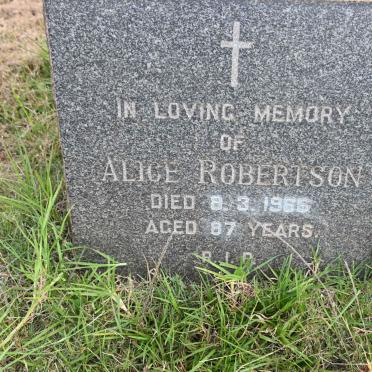 IN LOVING MEMORY
OF
ALICE ROBERTSON
DIED 8.3.1966
AGED 87 YEARS
R.I.P.